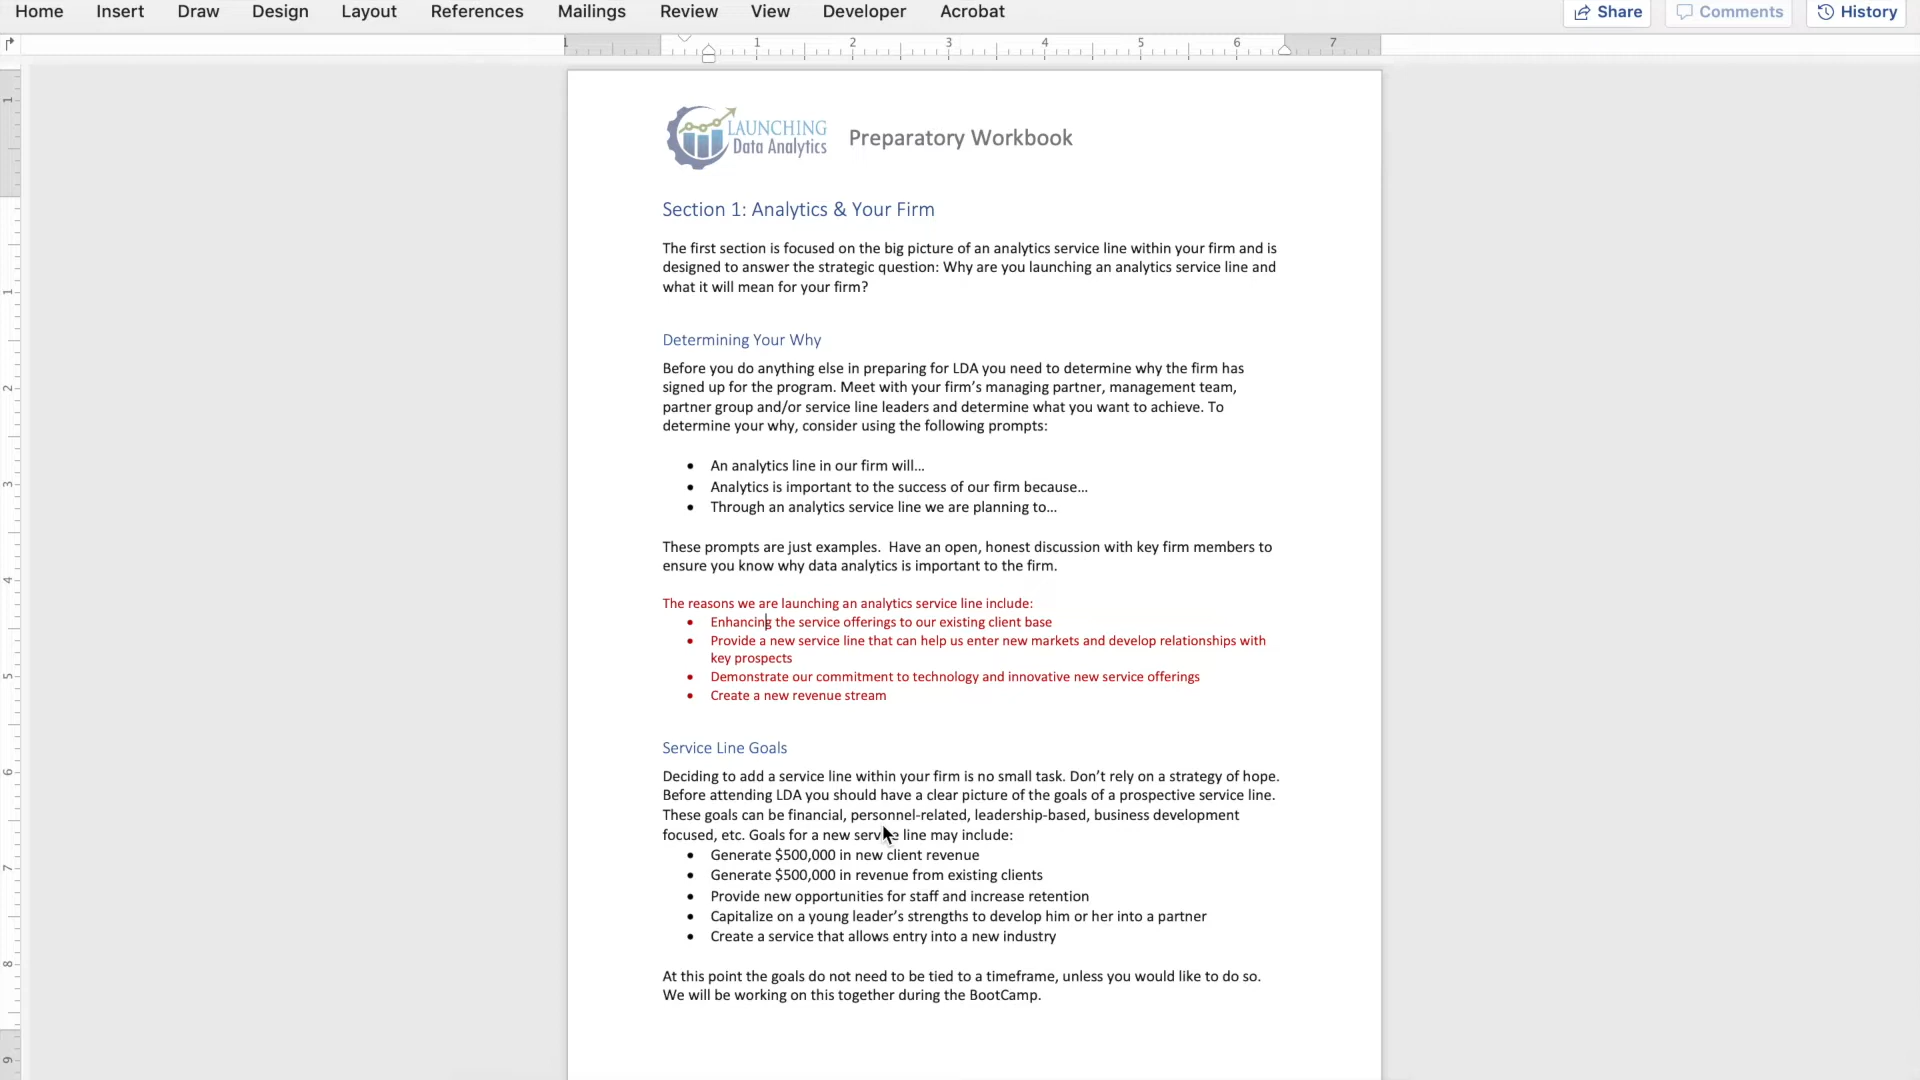 Home Insert Draw Design Layout References Mailings Review View Developer Acrobat Share Comments History
1 1 2 3 4 5 6 7
LAUNCHING
Data Analytics
Preparatory Workbook
Section 1: Analytics & Your Firm
The first section is focused on the big picture of an analytics service line within your firm and is
designed to answer the strategic question: Why are you launching an analytics service line and
what it will mean for your firm?
Determining Your Why
Before you do anything else in preparing for LDA you need to determine why the firm has
signed up for the program. Meet with your firm’s managing partner, management team,
partner group and/or service line leaders and determine what you want to achieve. To
determine your why, consider using the following prompts:
• An analytics line in our firm will…
• Analytics is important to the success of our firm because…
• Through an analytics service line we are planning to…
These prompts are just examples.  Have an open, honest discussion with key firm members to
ensure you know why data analytics is important to the firm.
The reasons we are launching an analytics service line include:
• Enhancing the service offerings to our existing client base
• Provide a new service line that can help us enter new markets and develop relationships with
key prospects
• Demonstrate our commitment to technology and innovative new service offerings
• Create a new revenue stream
Service Line Goals
Deciding to add a service line within your firm is no small task. Don’t rely on a strategy of hope.
Before attending LDA you should have a clear picture of the goals of a prospective service line.
These goals can be financial, personnel-related, leadership-based, business development
focused, etc. Goals for a new service line may include:
• Generate $500,000 in new client revenue
• Generate $500,000 in revenue from existing clients
• Provide new opportunities for staff and increase retention
• Capitalize on a young leader’s strengths to develop him or her into a partner
• Create a service that allows entry into a new industry
At this point the goals do not need to be tied to a timeframe, unless you would like to do so.
We will be working on this together during the BootCamp.
1
1
2
3
4
5
6
7
8
9